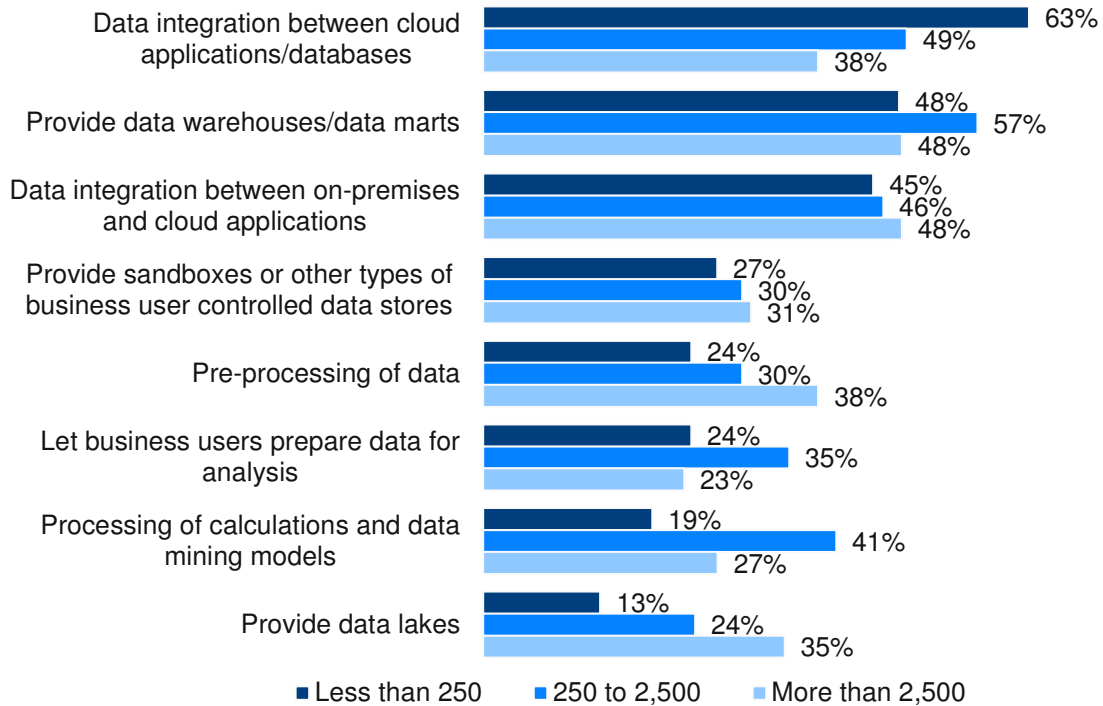 Data integration between cloud
applications/databases
63%
49%
38%
Provide data warehouses/data marts
48%
57%
48%
Data integration between on-premises
and cloud applications
45%
46%
48%
Provide sandboxes or other types of
business user controlled data stores
27%
30%
31%
Pre-processing of data
24%
30%
38%
Let business users prepare data for
analysis
24%
35%
23%
Processing of calculations and data
mining models
19%
41%
27%
Provide data lakes
13%
24%
35%
Less than 250 250 to 2,500 More than 2,500